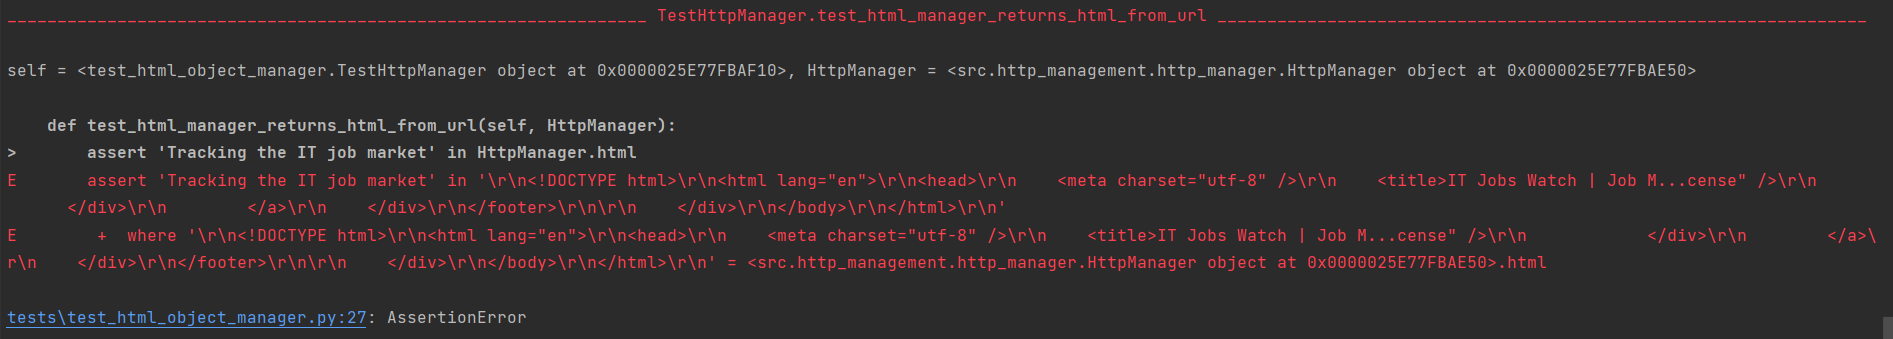 ________________________________________________________________ TestHttpManager.test_html_manager_returns_html_from_url _________________________________________________________________
self = <test_html_object_manager.TestHttpManager object at 0x0000025E77FBAF10>, HttpManager = <src.http_management.http_manager.HttpManager object at 0x0000025E77FBAE50>
    def test_html_manager_returns_html_from_url(self, HttpManager):
>       assert 'Tracking the IT job market' in HttpManager.html
E       assert 'Tracking the IT job market' in '\r\n<!DOCTYPE html>\r\n<html lang="en">\r\n<head>\r\n    <meta charset="utf-8" />\r\n    <title>IT Jobs Watch | Job M...cense" />\r\n
      </div>\r\n        </a>\r\n    </div>\r\n</footer>\r\n\r\n    </div>\r\n</body>\r\n</html>\r\n'
E        +  where '\r\n<!DOCTYPE html>\r\n<html lang="en">\r\n<head>\r\n    <meta charset="utf-8" />\r\n    <title>IT Jobs Watch | Job M...cense" />\r\n            </div>\r\n        </a>\
r\n    </div>\r\n</footer>\r\n\r\n    </div>\r\n</body>\r\n</html>\r\n' = <src.http_management.http_manager.HttpManager object at 0x0000025E77FBAE50>.html
tests\test_html_object_manager.py:27: AssertionError